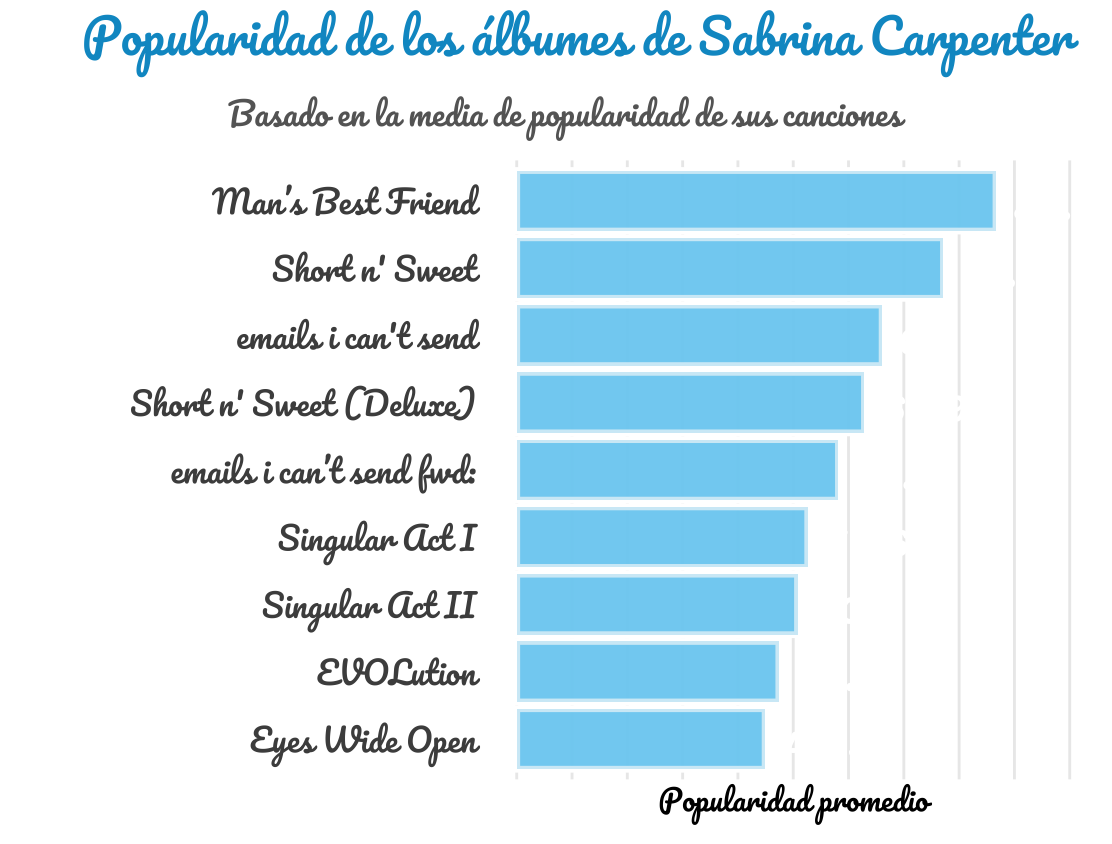 Popularidad de los álbumes de Sabrina Carpenter
Basado en la media de popularidad de sus canciones
Man’s Best Friend
Short n' Sweet
emails i can't send
Short n' Sweet (Deluxe)
emails i can’t send fwd:
Singular Act I
Singular Act II
EVOLution
Eyes Wide Open
Popularidad promedio